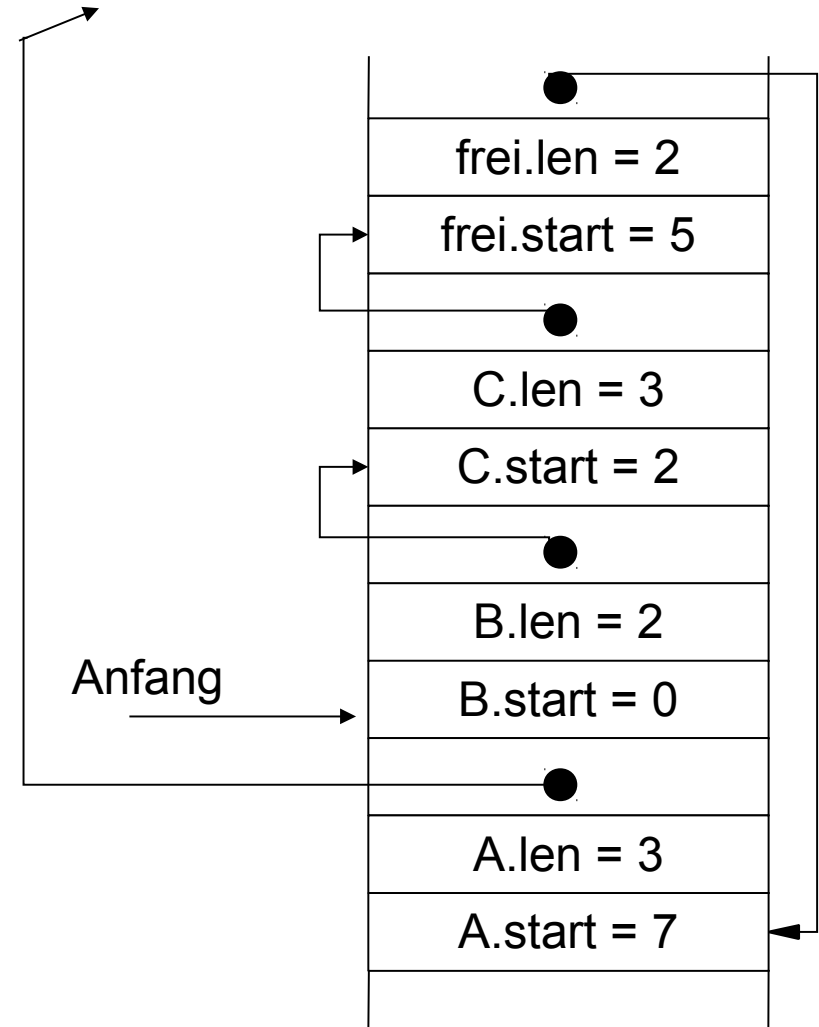 frei.len = 2
frei.start = 5
C.len = 3
C.start = 2
B.len = 2
Anfang
B.start = 0
A.len = 3
A.start = 7